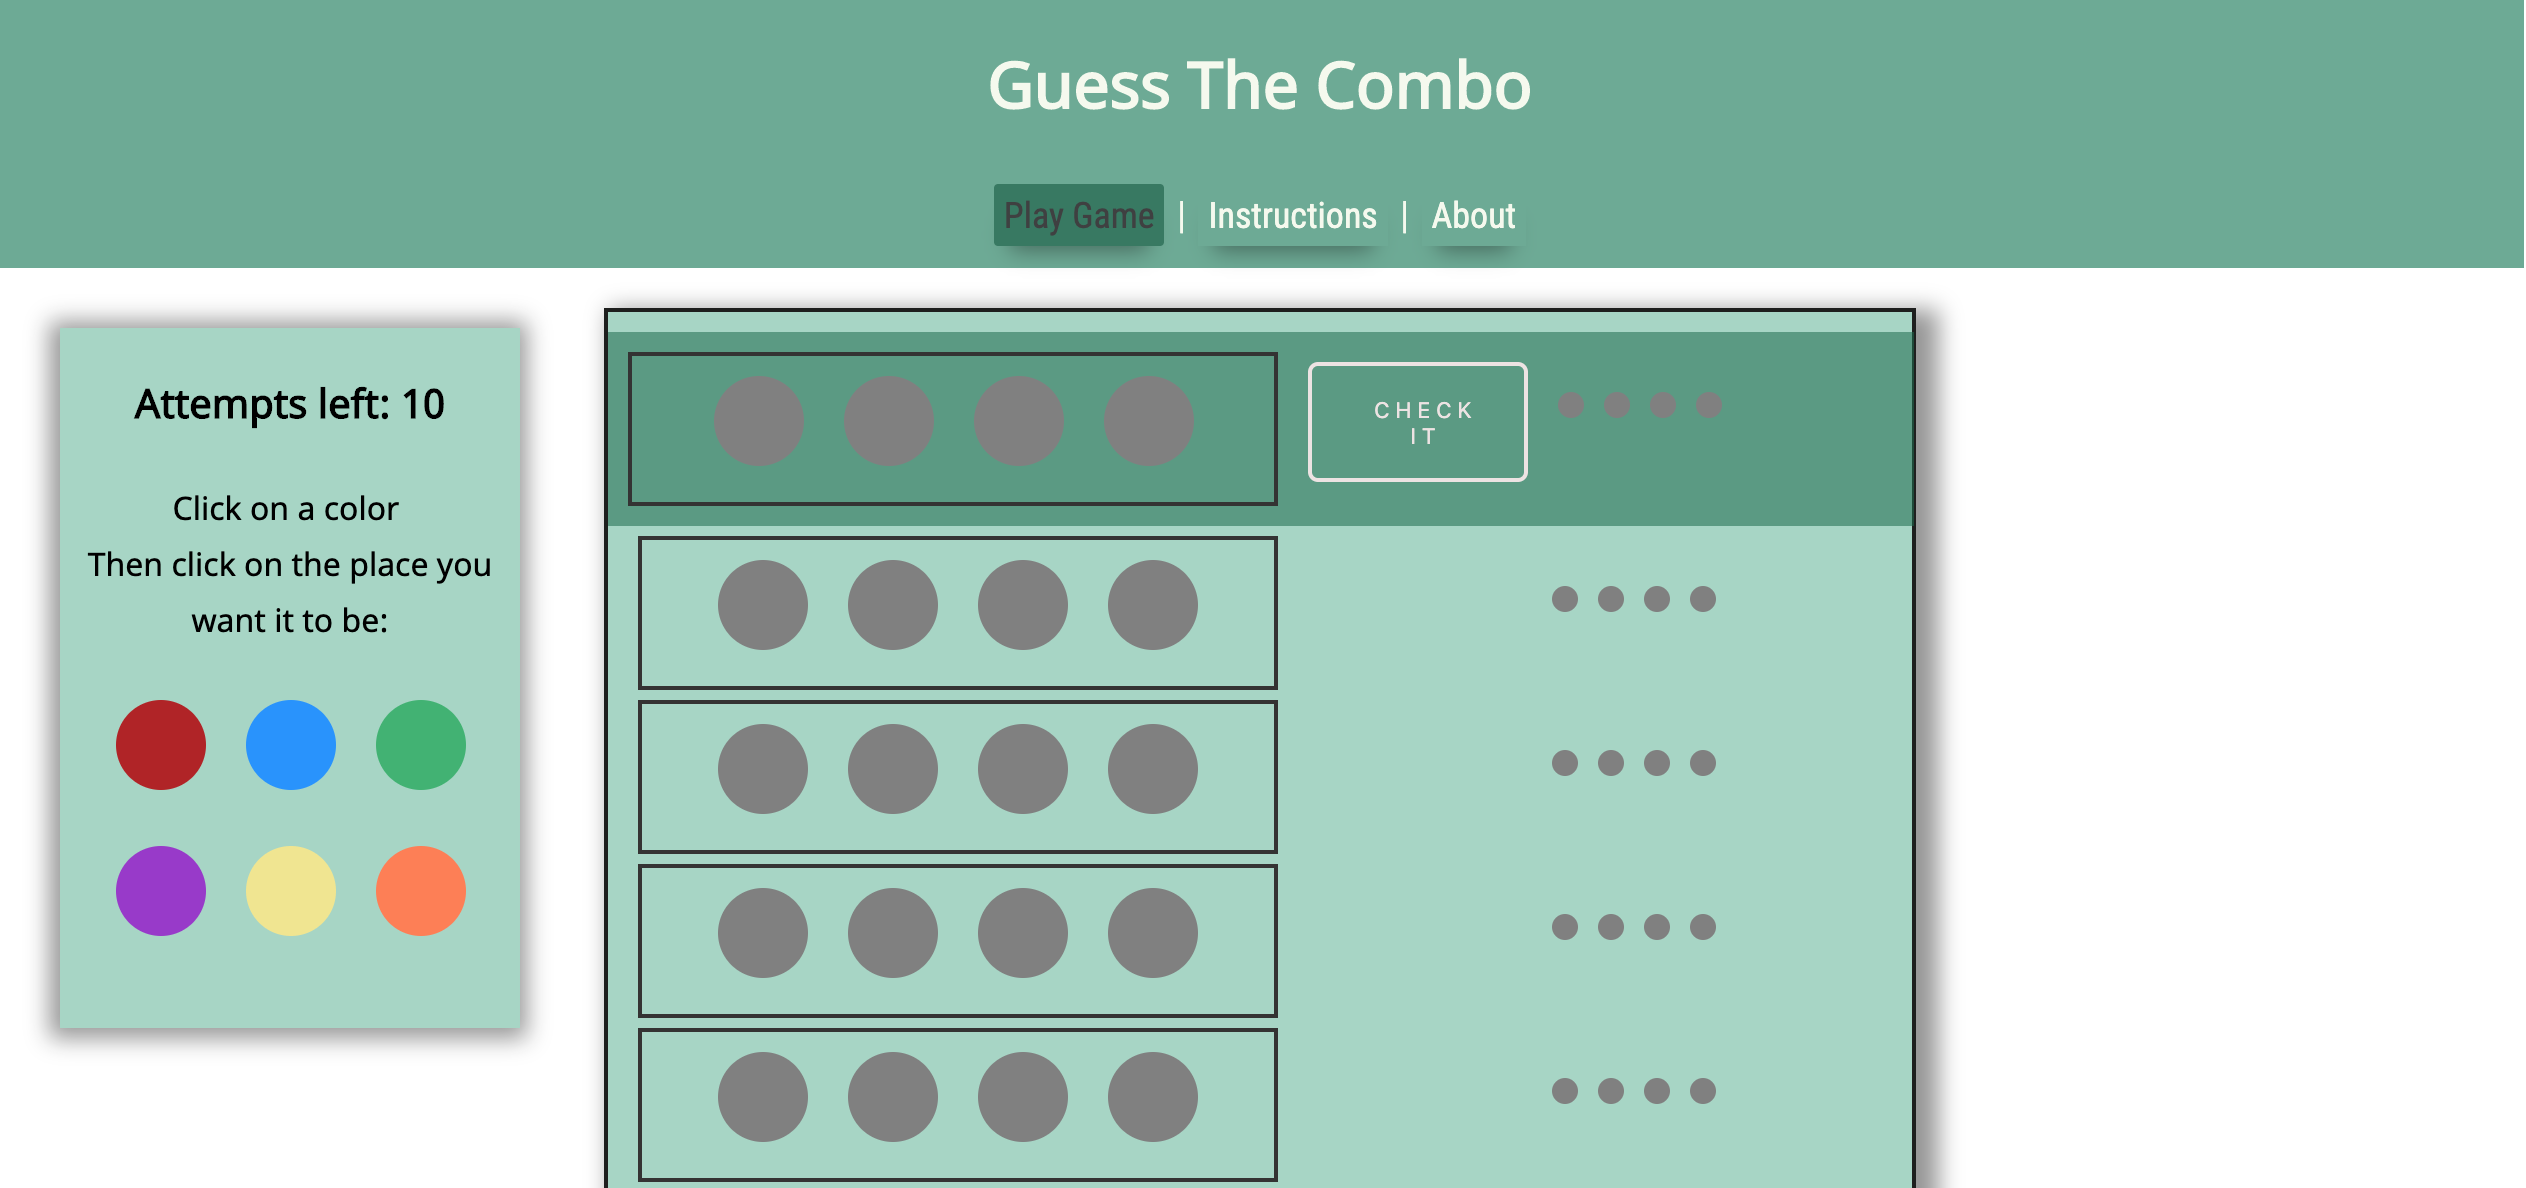 Guess The Combo
Play Game | Instructions | About
Attempts left: 10
Click on a color
Then click on the place you
want it to be:
CHECK
IT